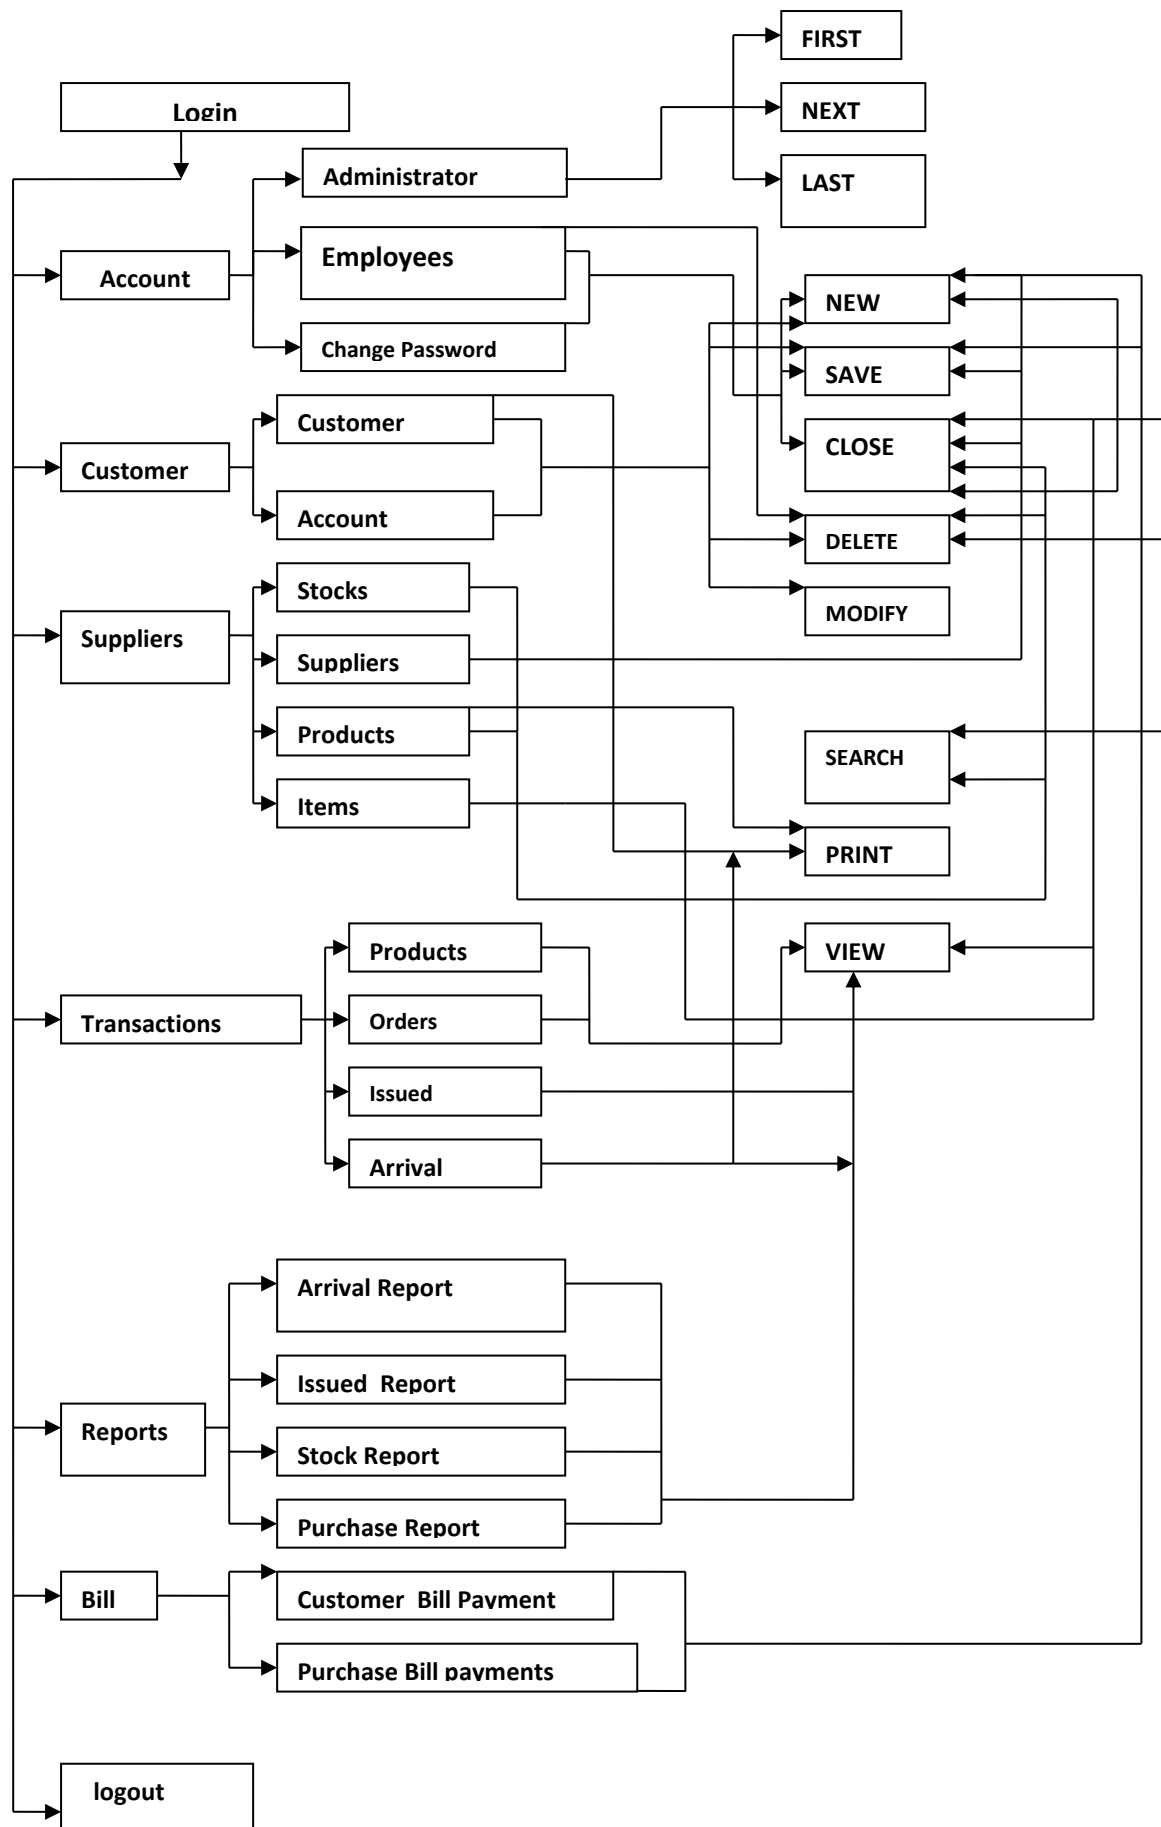 Login
Account
Administrator
Employees
Change Password
FIRST
NEXT
LAST
Customer
Customer
Account
NEW
SAVE
CLOSE
DELETE
MODIFY
Suppliers
Stocks
Suppliers
Products
Items
SEARCH
PRINT
VIEW
Transactions
Products
Orders
Issued
Arrival
Reports
Arrival Report
Issued Report
Stock Report
Purchase Report
Bill
Customer Bill Payment
Purchase Bill payments
logout